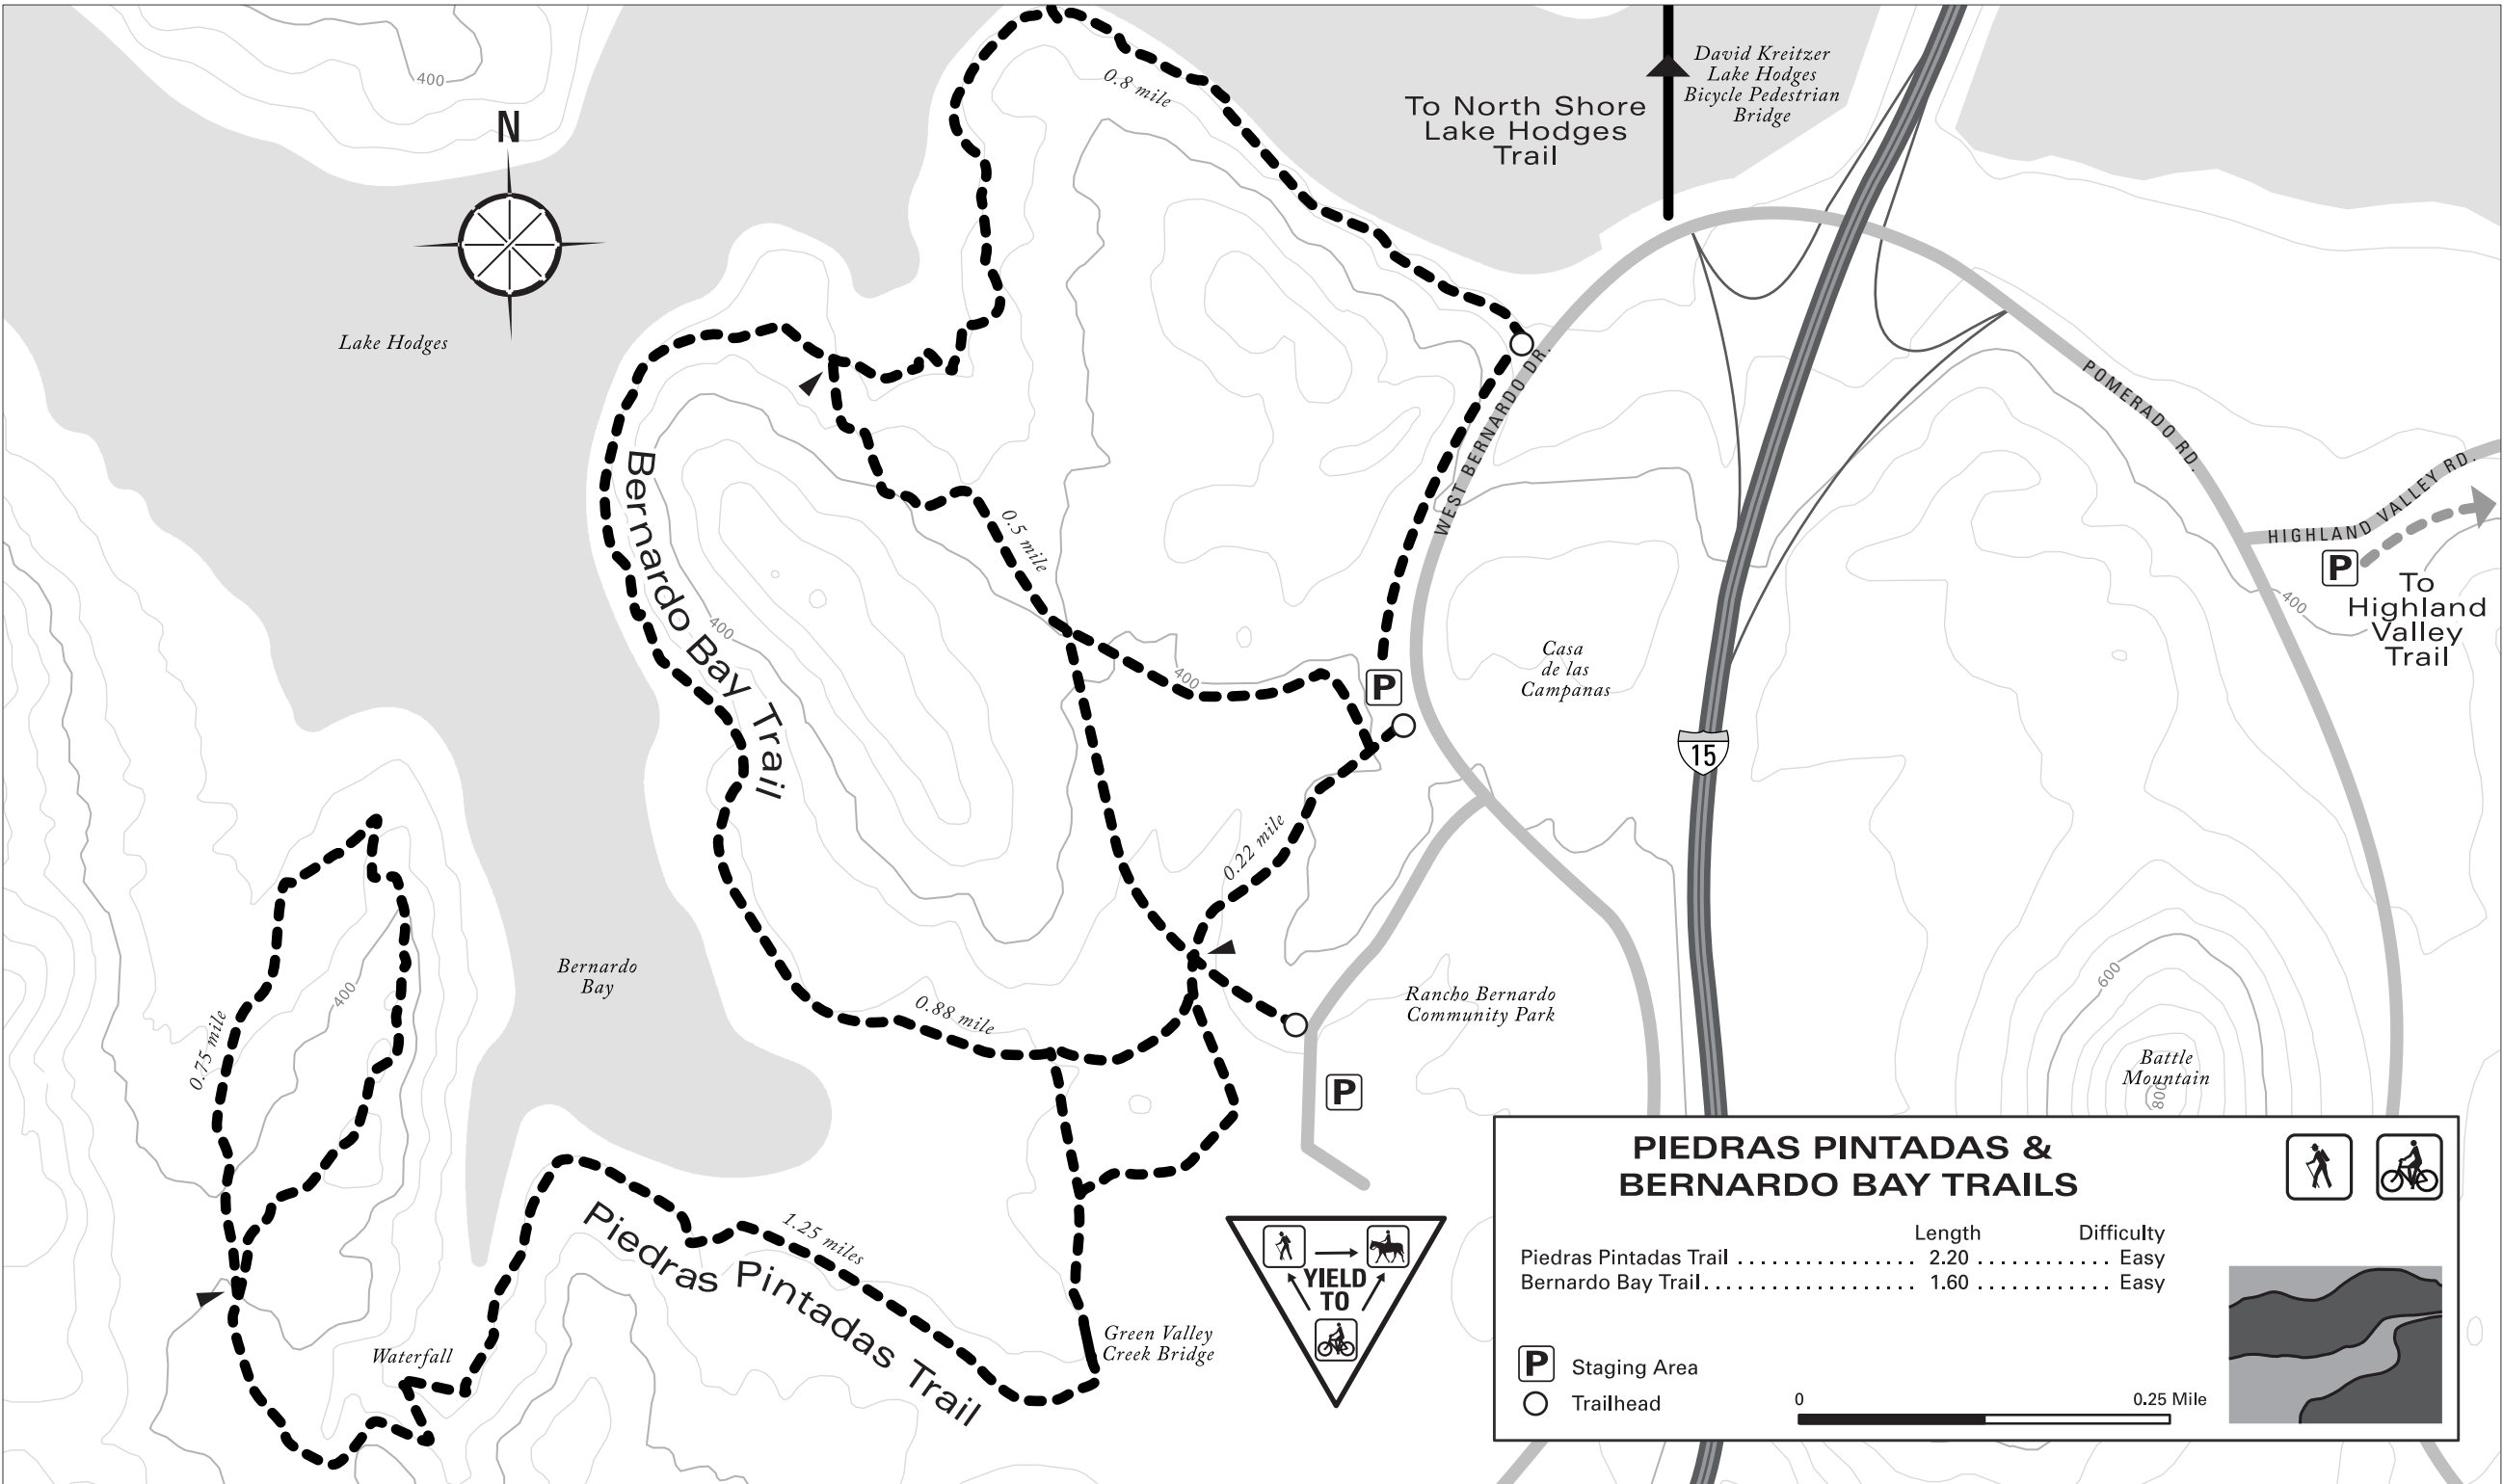 400
N
0.8 mile
David Kreitzer
Lake Hodges
Bicycle Pedestrian
Bridge
To North Shore
Lake Hodges
Trail
Lake Hodges
WEST BERNARDO DR.
POMERADO RD.
HIGHLAND VALLEY RD.
P
To
Highland
Valley
Trail
400
Bernardo Bay Trail
400
0.5 mile
400
P
Casa
de las
Campanas
15
0.22 mile
Bernardo
Bay
400
0.75 mile
0.88 mile
Rancho Bernardo
Community Park
P
600
Battle
Mountain
800
1.25 miles
Piedras Pintadas Trail
Waterfall
Green Valley
Creek Bridge
YIELD
TO
PIEDRAS PINTADAS &
BERNARDO BAY TRAILS
Length Difficulty
Piedras Pintadas Trail . . . . . . . . . . . . . . . . 2.20 . . . . . . . . . . . . Easy
Bernardo Bay Trail. . . . . . . . . . . . . . . . . . . 1.60 . . . . . . . . . . . . Easy
P Staging Area
Trailhead
0 0.25 Mile